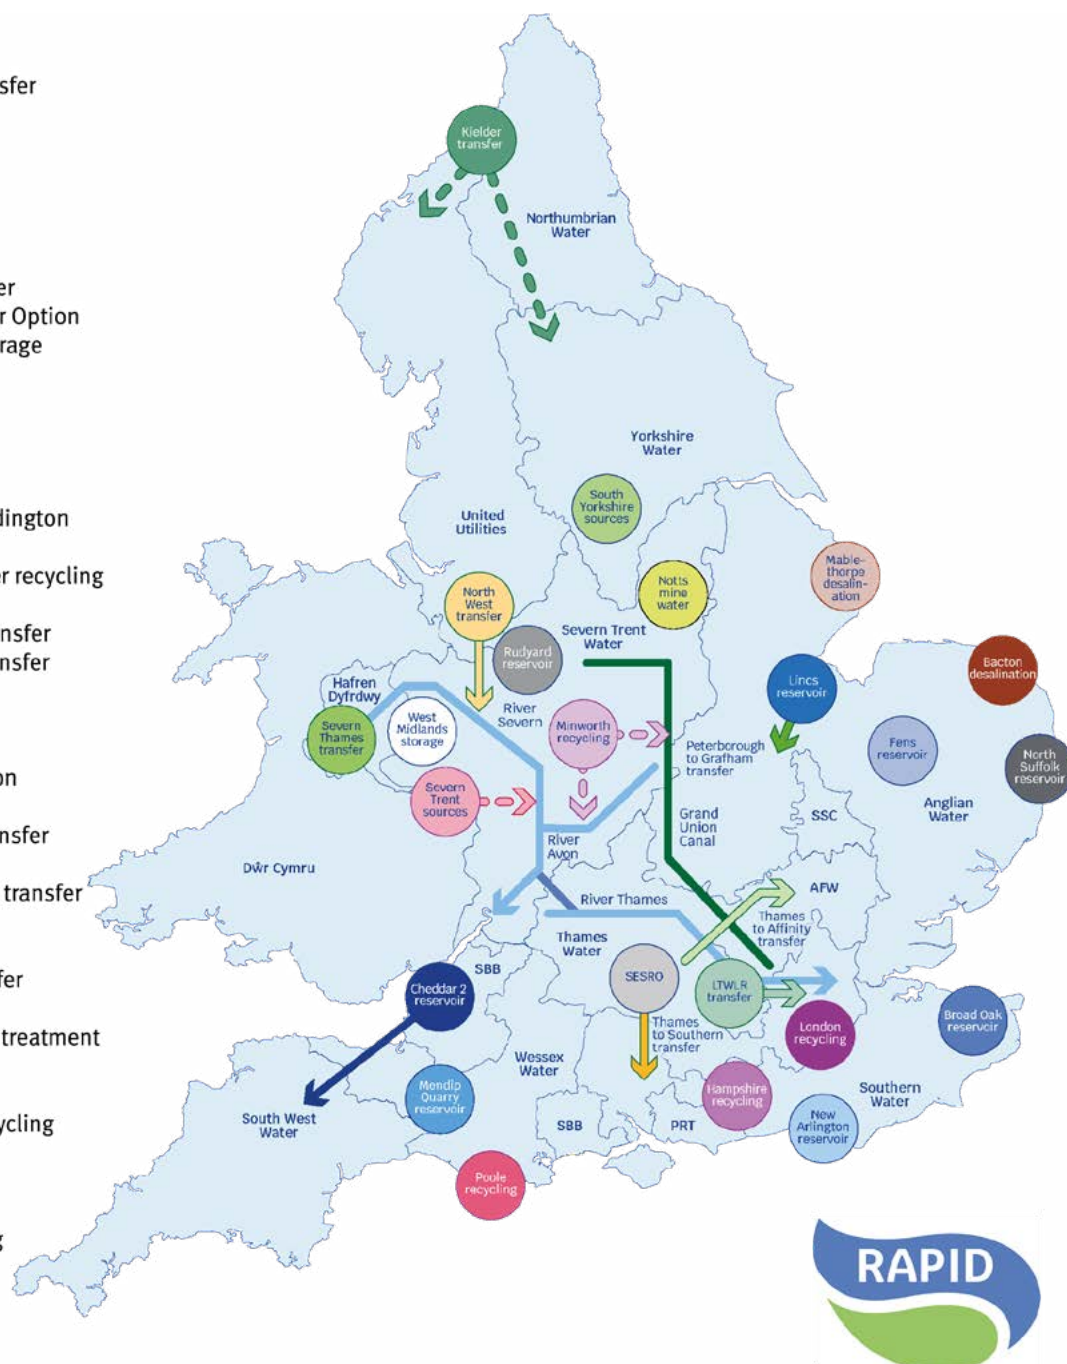 sfer
er
r Option
rage
dington
er recycling
nsfer
nsfer
on
nsfer
transfer
fer
treatment
ycling
g
Kielder
transfer
Northumbrian
Water
Yorkshire
Water
South
Yorkshire
sources
United
Utilities
Mable-
thorpe
desalin-
ation
Notts
mine
water
North
West
transfer
Severn Trent
Water
Rudyard
reservoir
Bacton
desalination
Lincs
reservoir
Hafren
Dyfrdwy
River
Severn
West
Midlands
storage
Severn
Thames
transfer
Minworth
recycling
Peterborough
to Grafham
transfer
Fens
reservoir
North
Suffolk
reservoir
Severn
Trent
sources
Grand
Union
Canal
SSC
Anglian
Water
River
Avon
Dŵr Cymru
AFW
River Thames
Thames
to Affinity
transfer
Thames
Water
SBB
SESRO
LTWLR
transfer
Cheddar 2
reservoir
London
recycling
Broad Oak
reservoir
Thames
to Southern
transfer
Wessex
Water
Mendip
Quarry
reservoir
Hampshire
recycling
Southern
Water
South West
Water
SBB
PRT
New
Arlington
reservoir
Poole
recycling
RAPID